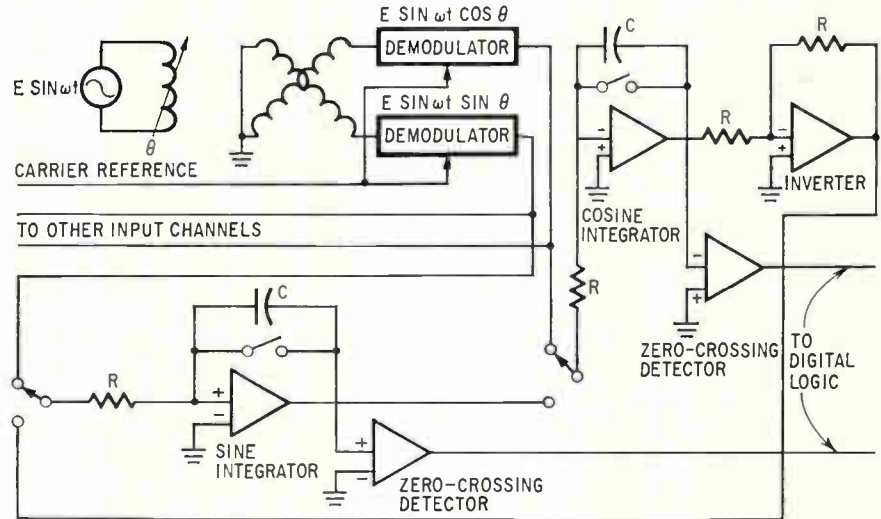 E SIN ωt COS θ
DEMODULATOR
E SIN ωt
θ
E SIN ωt SIN θ
DEMODULATOR
CARRIER REFERENCE
TO OTHER INPUT CHANNELS
C
R
-
+
COSINE
INTEGRATOR
R
R
-
+
INVERTER
R
-
+
ZERO-CROSSING
DETECTOR
TO
DIGITAL
LOGIC
R
C
+
-
SINE
INTEGRATOR
+
-
ZERO-CROSSING
DETECTOR